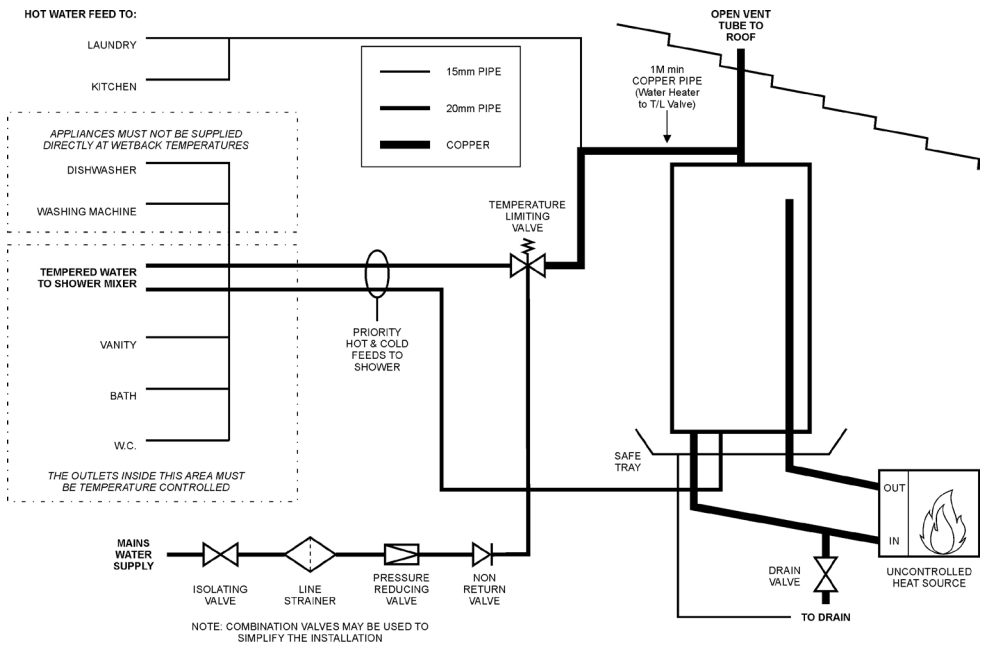 HOT WATER FEED TO:
LAUNDRY
KITCHEN
APPLIANCES MUST NOT BE SUPPLIED
DIRECTLY AT WETBACK TEMPERATURES
DISHWASHER
WASHING MACHINE
TEMPERED WATER
TO SHOWER MIXER
VANITY
BATH
W.C.
THE OUTLETS INSIDE THIS AREA MUST
BE TEMPERATURE CONTROLLED
15mm PIPE
20mm PIPE
COPPER
OPEN VENT
TUBE TO
ROOF
1M min
COPPER PIPE
(Water Heater
to T/L Valve)
TEMPERATURE
LIMITING
VALVE
PRIORITY
HOT & COLD
FEEDS TO
SHOWER
SAFE
TRAY
OUT
IN
UNCONTROLLED
HEAT SOURCE
DRAIN
VALVE
TO DRAIN
MAINS
WATER
SUPPLY
ISOLATING
VALVE
LINE
STRAINER
PRESSURE
REDUCING
VALVE
NON
RETURN
VALVE
NOTE: COMBINATION VALVES MAY BE USED TO
SIMPLIFY THE INSTALLATION